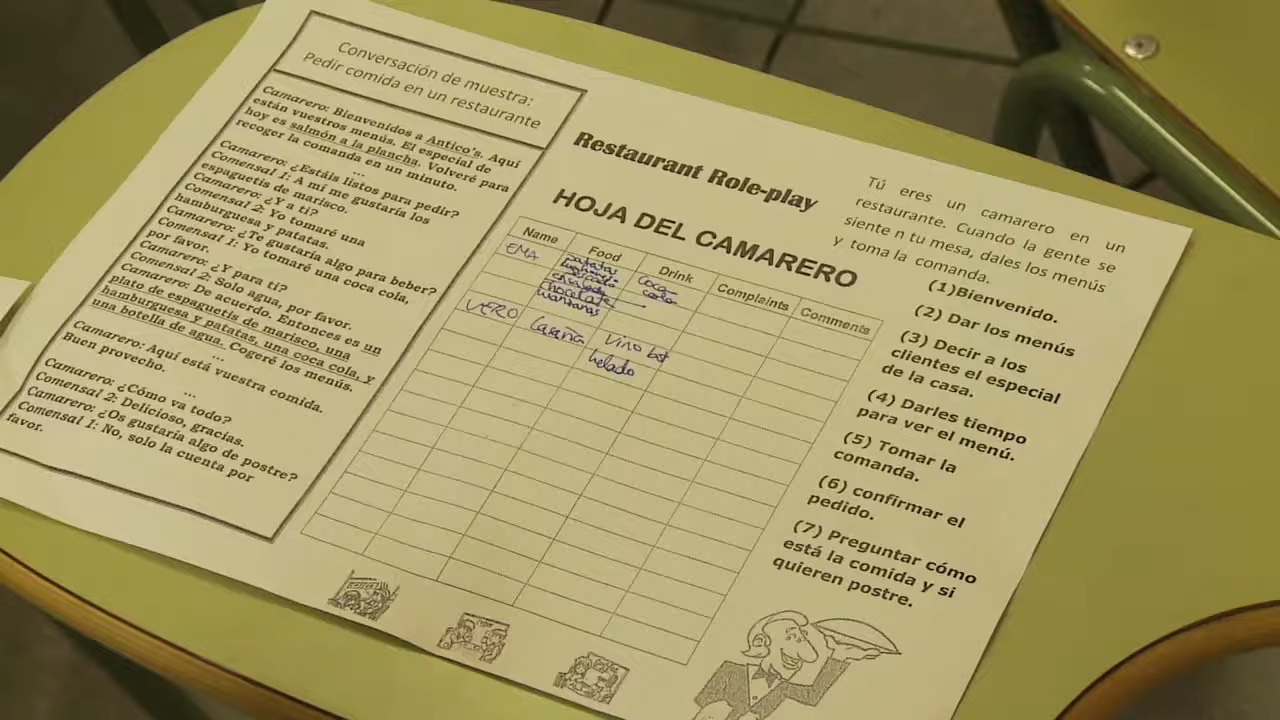 Conversación de muestra:
Pedir comida en un restaurante
Camarero: Bienvenidos a Antico's. Aquí
están vuestros menús. El especial de
hoy es salmón a la plancha. Volveré para
recoger la comanda en un minuto.
...
Camarero: ¿Estáis listos para pedir?
Comensal 1: A mi me gustaría los
espaguetis de marisco.
Camarero: ¿Y a ti?
Comensal 2: Yo tomaré una
hamburguesa y patatas.
Camarero: ¿Te gustaría algo para beber?
Comensal 1: Yo tomaré una coca cola,
por favor.
Camarero: ¿Y para ti?
Comensal 2: Solo agua, por favor.
Camarero: De acuerdo. Entonces es un
plato de espaguetis de marisco, una
hamburguesa y patatas, una coca cola, y
una botella de agua. Cogeré los menús.
...
Camarero: Aquí está vuestra comida.
Buen provecho.
...
Camarero: ¿Cómo va todo?
Comensal 2: Delicioso, gracias.
Camarero: ¿Os gustaría algo de postre?
Comensal 1: No, solo la cuenta por
favor.
Restaurant Role-play
HOJA DEL CAMARERO
Name Food Drink Complaints Comments
EMA patatas coca
cola
chocolate
VERO Lasaña Vino bot
helado
Tú eres un camarero en un
restaurante. Cuando la gente se
siente n tu mesa, dales los menús
y toma la comanda.
(1)Bienvenido.
(2) Dar los menús
(3) Decir a los
clientes el especial
de la casa.
(4) Darles tiempo
para ver el menú.
(5) Tomar la
comanda.
(6) confirmar el
pedido.
(7) Preguntar cómo
está la comida y si
quieren postre.